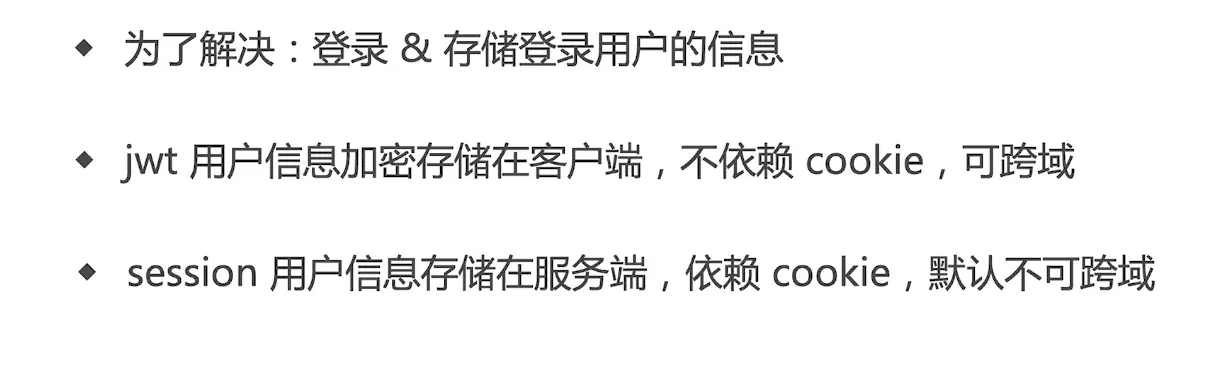 ◆ 为了解决：登录 & 存储登录用户的信息
◆ jwt 用户信息加密存储在客户端，不依赖 cookie，可跨域
◆ session 用户信息存储在服务端，依赖 cookie，默认不可跨域